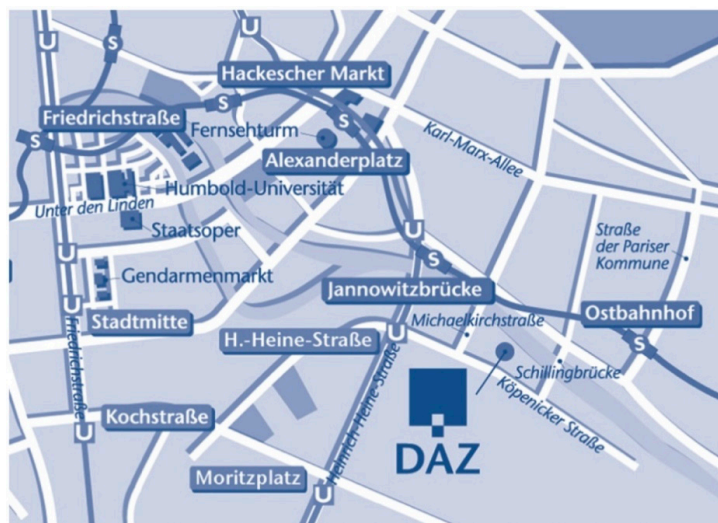 U
U
S
Hackescher Markt
S
Friedrichstraße
Fernsehturm
S
S
Alexanderplatz
Karl-Marx-Allee
Humbold-Universität
Unter den Linden
Staatsoper
U
U
S
Straße
der Pariser
Kommune
Gendarmenmarkt
Jannowitzbrücke
U
Stadtmitte
Michaelkirchstraße
Ostbahnhof
H.-Heine-Straße
U
S
Friedrichstraße
Schillingbrücke
Heinrich-Heine-Straße
Köpenicker Straße
Kochstraße
U
DAZ
Moritzplatz
U